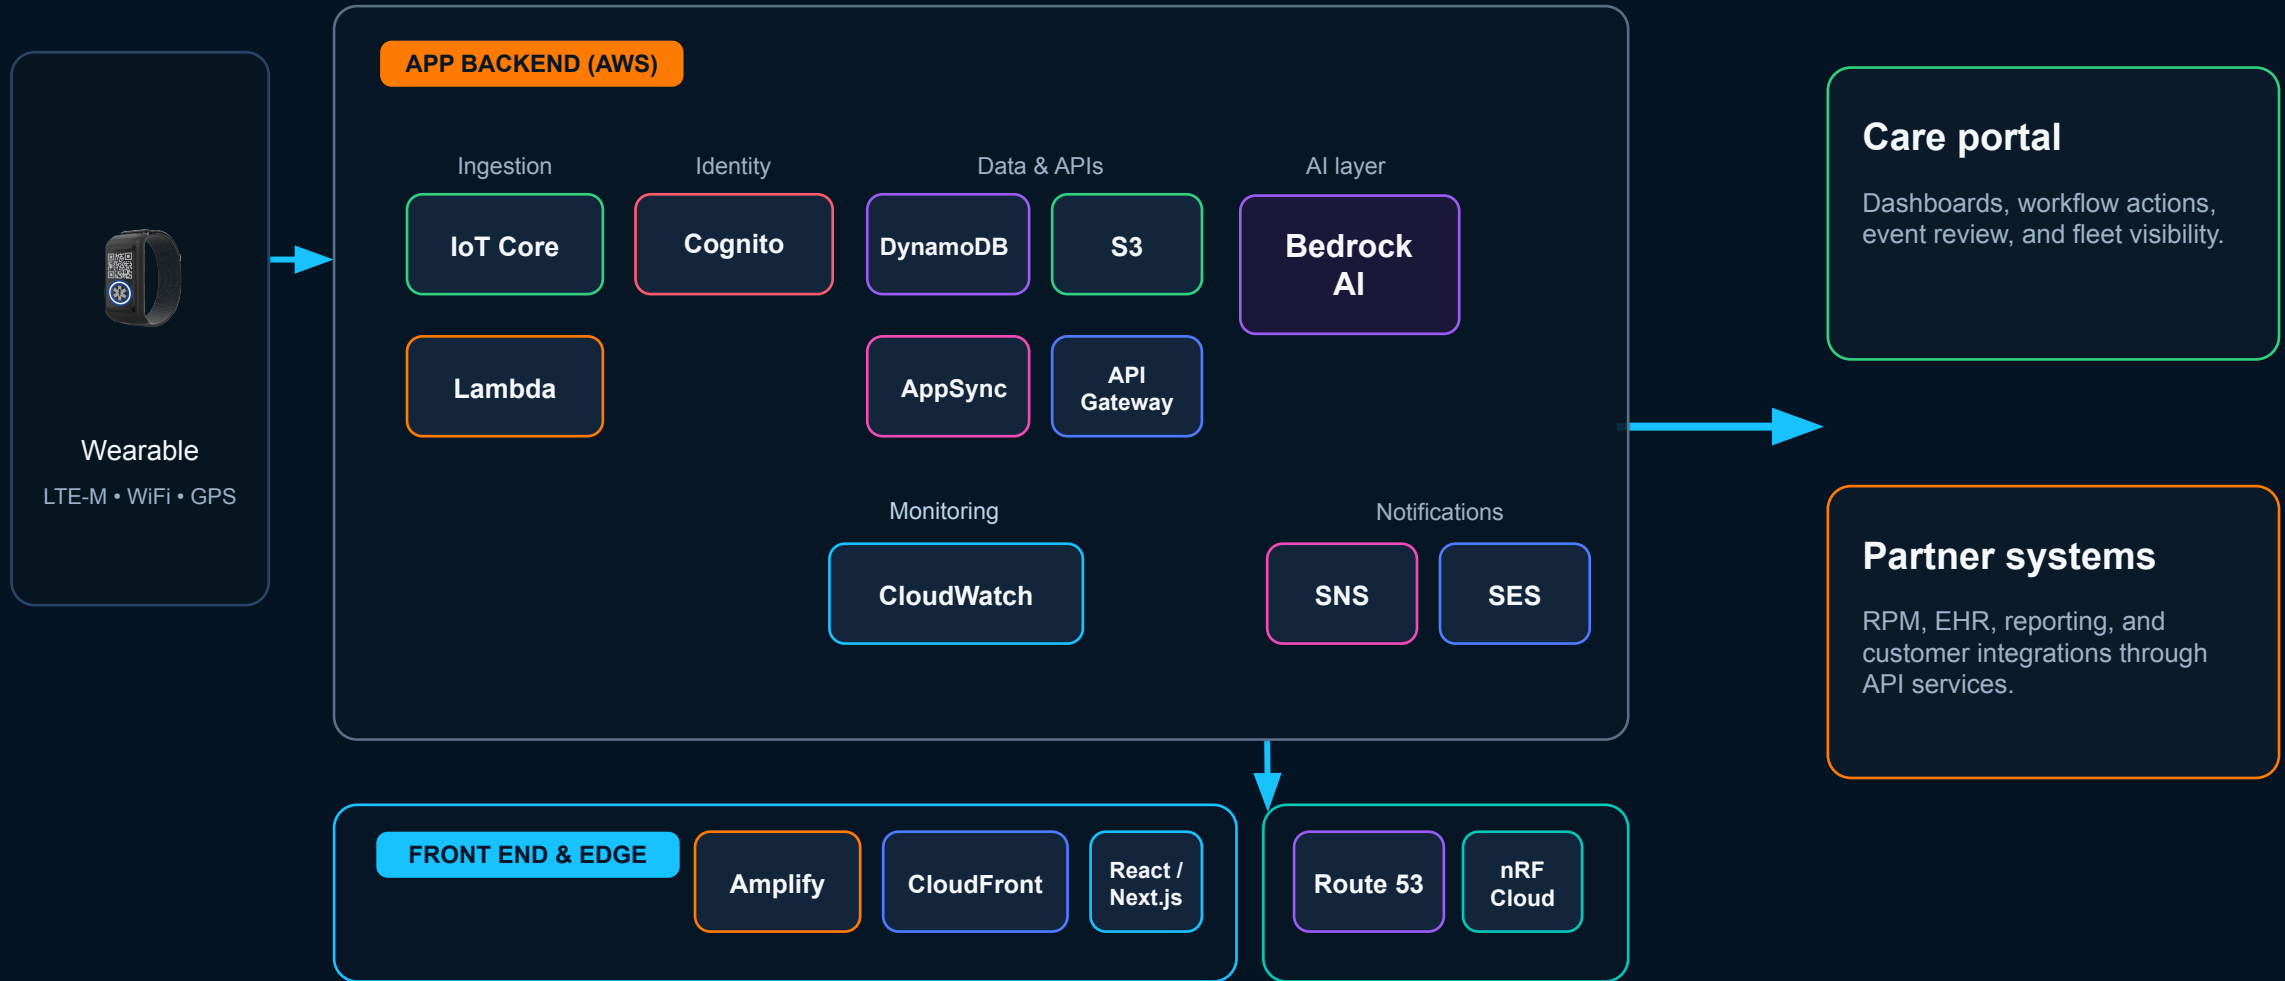 Wearable
LTE-M • WiFi • GPS
APP BACKEND (AWS)
Ingestion
IoT Core
Lambda
Identity
Cognito
Data & APIs
DynamoDB
S3
AppSync
API
Gateway
AI layer
Bedrock
AI
Monitoring
CloudWatch
Notifications
SNS
SES
FRONT END & EDGE
Amplify
CloudFront
React /
Next.js
Route 53
nRF
Cloud
Care portal
Dashboards, workflow actions,
event review, and fleet visibility.
Partner systems
RPM, EHR, reporting, and
customer integrations through
API services.